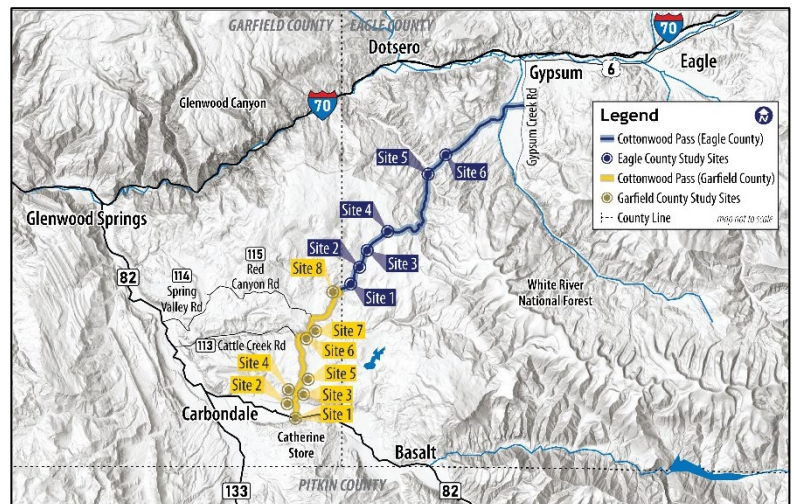 GARFIELD COUNTY
EAGLE COUNTY
70
Dotsero
Eagle
Gypsum
6
Glenwood Canyon
70
Gypsum Creek Rd
Legend
N
Cottonwood Pass (Eagle County)
Eagle County Study Sites
Cottonwood Pass (Garfield County)
Garfield County Study Sites
County Line
map not to scale
Site 5
Site 6
Glenwood Springs
Site 4
82
115
Red
Canyon Rd
Site 2
Site 3
114
Spring
Valley Rd
Site 8
Site 1
White River
National Forest
Site 7
113
Cattle Creek Rd
Site 6
Site 4
Site 5
Site 2
Site 3
Carbondale
Site 1
Catherine
Store
Basalt
PITKIN COUNTY
133
82